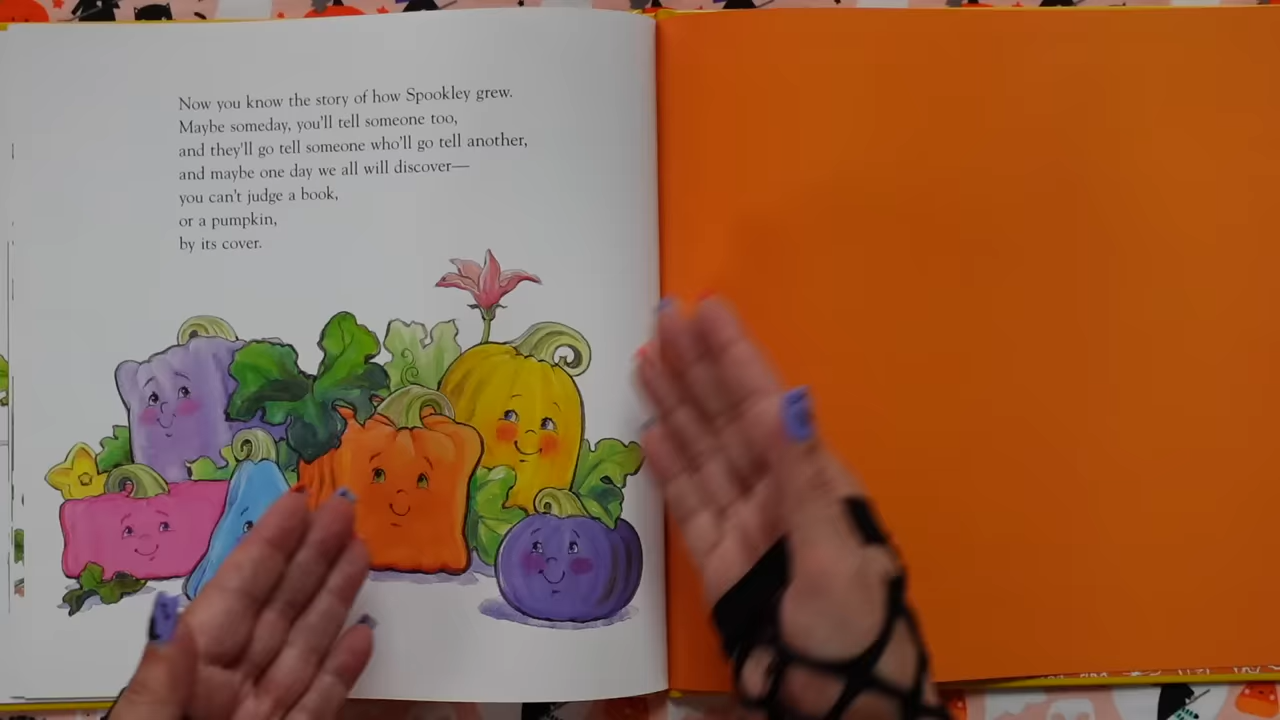 Now you know the story of how Spookley grew.
Maybe someday, you'll tell someone too,
and they'll go tell someone who'll go tell another,
and maybe one day we all will discover—
you can't judge a book,
or a pumpkin,
by its cover.